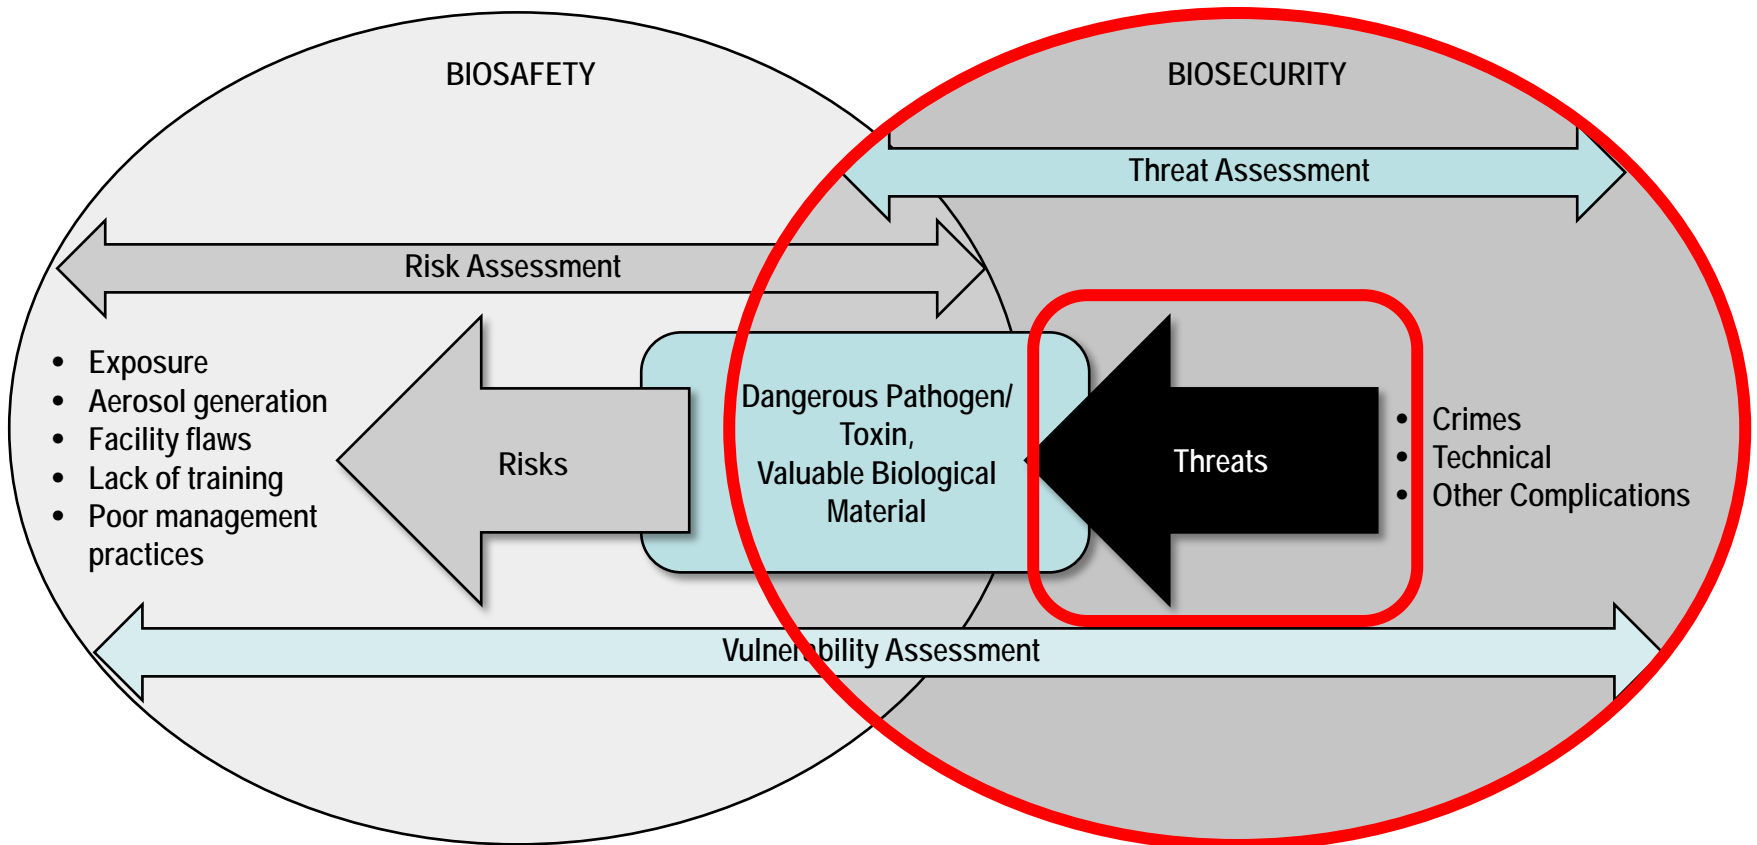 BIOSAFETY
BIOSECURITY
Threat Assessment
Risk Assessment
• Exposure
• Aerosol generation
• Facility flaws
• Lack of training
• Poor management
practices
Risks
Dangerous Pathogen/
Toxin,
Valuable Biological
Material
Threats
• Crimes
• Technical
• Other Complications
Vulnerability Assessment